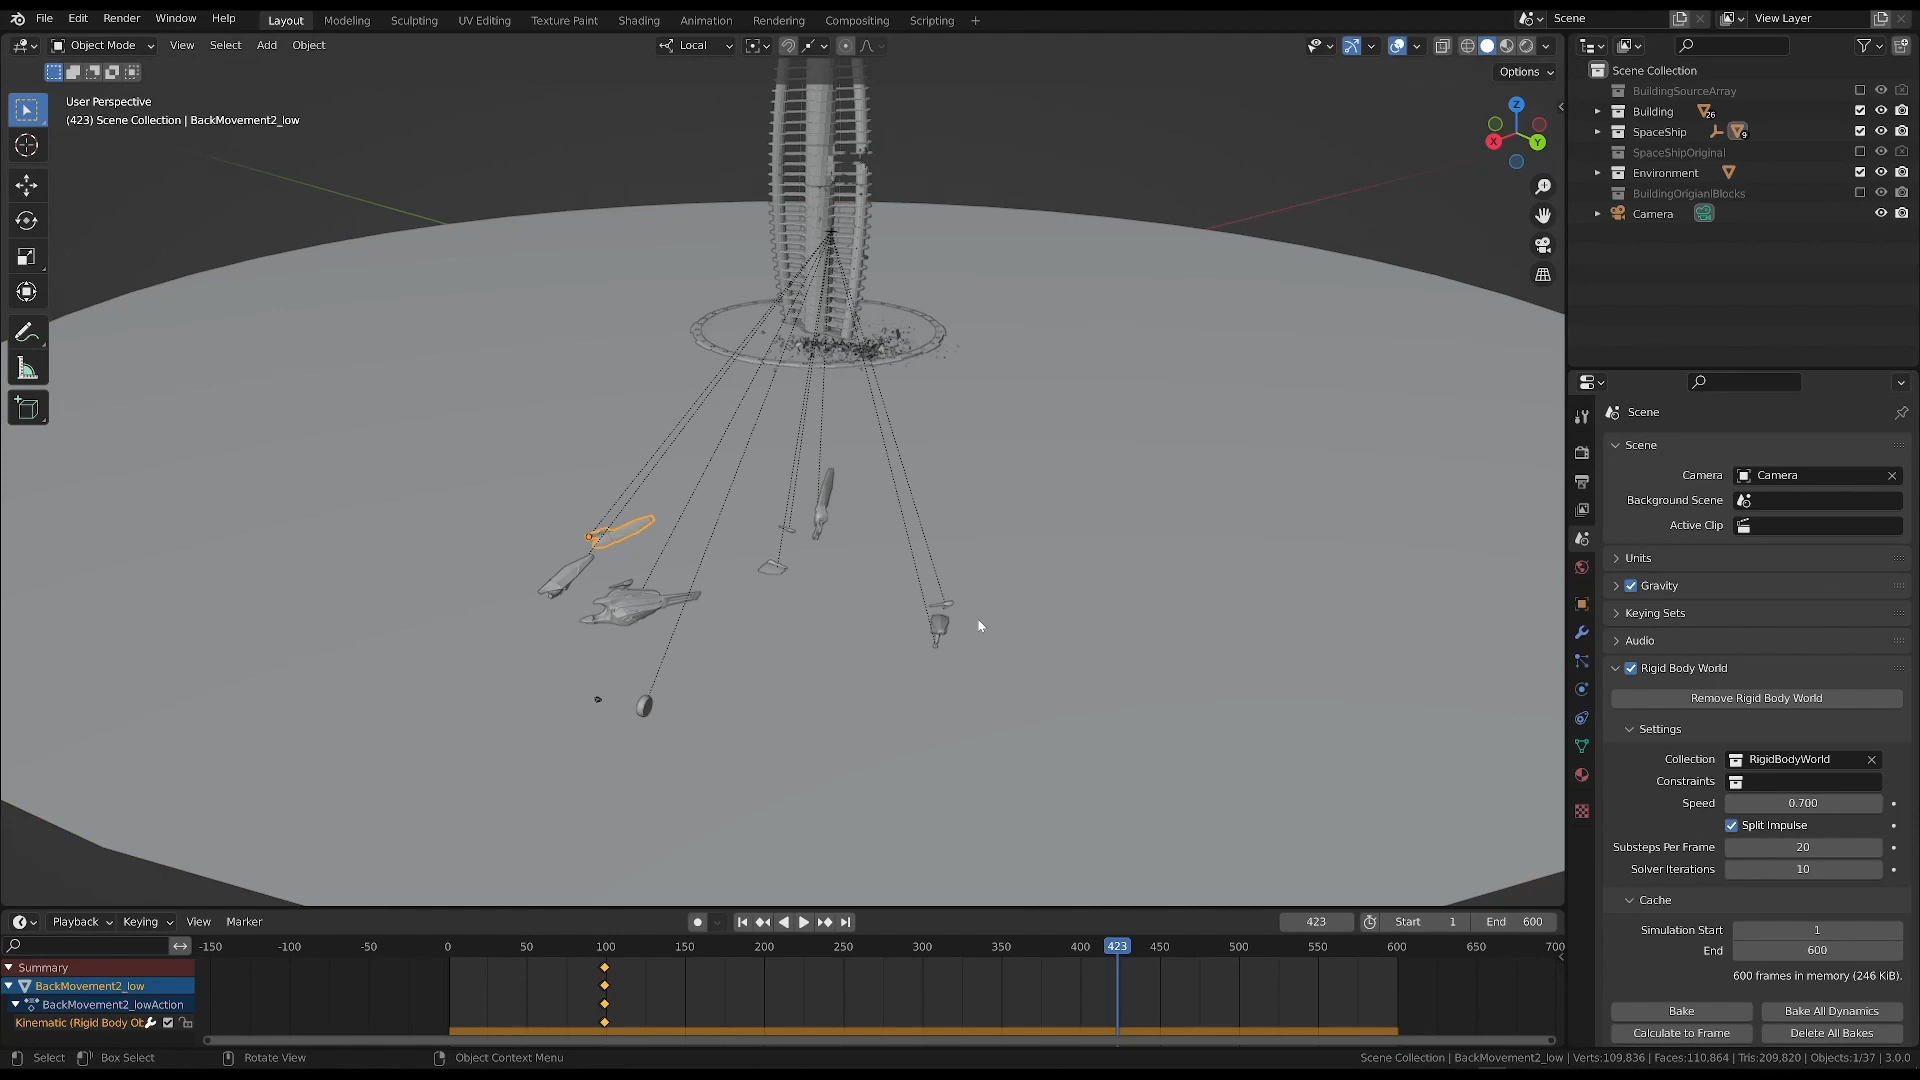 File Edit Render Window Help Layout Modeling Sculpting UV Editing Texture Paint Shading Animation Rendering Compositing Scripting + Scene View Layer
Object Mode View Select Add Object Local
Options
User Perspective
(423) Scene Collection | BackMovement2_low
Z
X
Y
Scene Collection
BuildingSourceArray
Building 26
SpaceShip 9
SpaceShipOriginal
Environment
BuildingOrigianlBlocks
Camera
Scene
Scene
Camera Camera
Background Scene
Active Clip
Units
Gravity
Keying Sets
Audio
Rigid Body World
Remove Rigid Body World
Settings
Collection RigidBodyWorld
Constraints
Speed 0.700
Split Impulse
Substeps Per Frame 20
Solver Iterations 10
Cache
Simulation Start 1
End 600
600 frames in memory (246 KiB).
Bake Bake All Dynamics
Calculate to Frame Delete All Bakes
Playback Keying View Marker 423 Start 1 End 600
-150 -100 -50 0 50 100 150 200 250 300 350 400 423 450 500 550 600 650 700
Summary
BackMovement2_low
BackMovement2_lowAction
Kinematic (Rigid Body Ob
Select Box Select Rotate View Object Context Menu Scene Collection | BackMovement2_low | Verts:109,836 | Faces:110,864 | Tris:209,820 | Objects:1/37 | 3.0.0